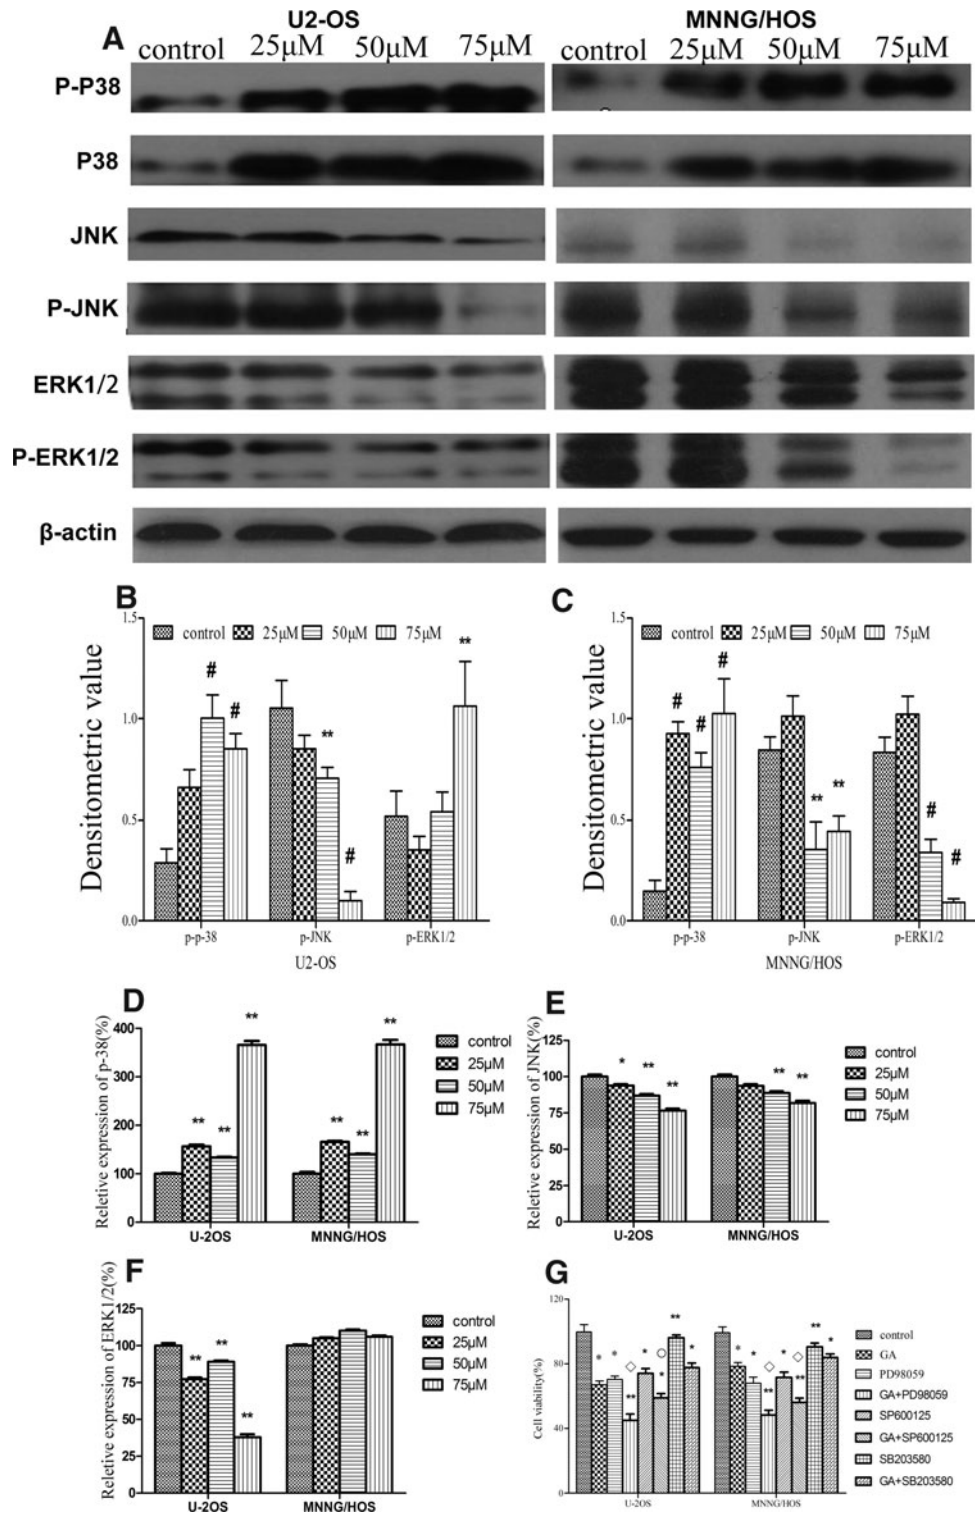 U2-OS MNNG/HOS
A control 25μM 50μM 75μM control 25μM 50μM 75μM
P-P38
P38
JNK
P-JNK
ERK1/2
P-ERK1/2
β-actin
B
Densitometric value
1.5
1.0
0.5
0.0
control 25μM 50μM 75μM
# # ** # **
p-p-38 p-JNK p-ERK1/2
U2-OS
C
Densitometric value
1.5
1.0
0.5
0.0
control 25μM 50μM 75μM
# # # ** ** # #
p-p-38 p-JNK p-ERK1/2
MNNG/HOS
D
Reletive expression of p-38(%)
400
300
200
150
100
50
0
** ** ** ** ** **
U-2OS MNNG/HOS
control
25μM
50μM
75μM
E
Reletive expression of JNK(%)
125
100
75
50
25
0
* ** ** ** **
U-2OS MNNG/HOS
control
25μM
50μM
75μM
F
Reletive expression of ERK1/2(%)
125
100
75
50
25
0
** ** **
U-2OS MNNG/HOS
control
25μM
50μM
75μM
G
Cell viability(%)
120
80
40
0
* * ◇ ** * ○ * ** * * * ◇ ** * ◇ ** ** *
U-2OS MNNG/HOS
control
GA
PD98059
GA+PD98059
SP600125
GA+SP600125
SB203580
GA+SB203580